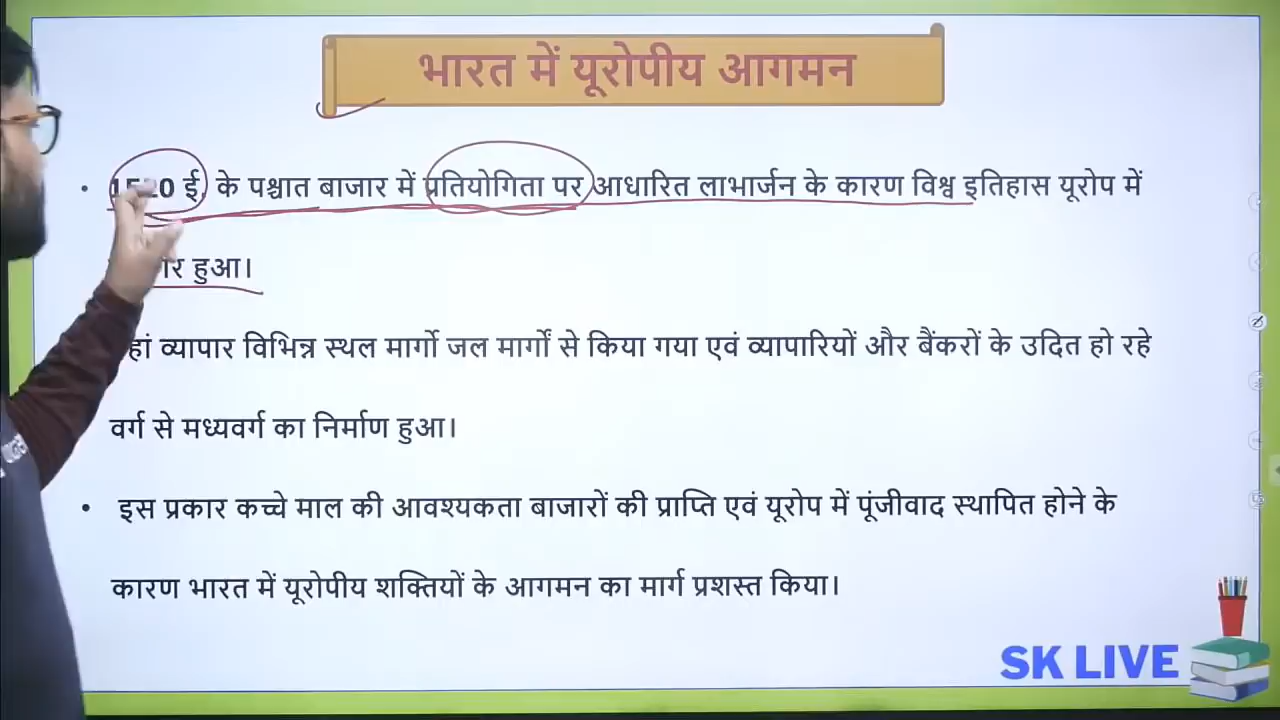 भारत में यूरोपीय आगमन
के पश्चात बाजार में प्रतियोगिता पर आधारित लाभार्जन के कारण विश्व इतिहास यूरोप में
हुआ।
व्यापार विभिन्न स्थल मार्गो जल मार्गों से किया गया एवं व्यापारियों और बैंकरों के उदित हो रहे
वर्ग से मध्यवर्ग का निर्माण हुआ।
• इस प्रकार कच्चे माल की आवश्यकता बाजारों की प्राप्ति एवं यूरोप में पूंजीवाद स्थापित होने के
कारण भारत में यूरोपीय शक्तियों के आगमन का मार्ग प्रशस्त किया।
SK LIVE